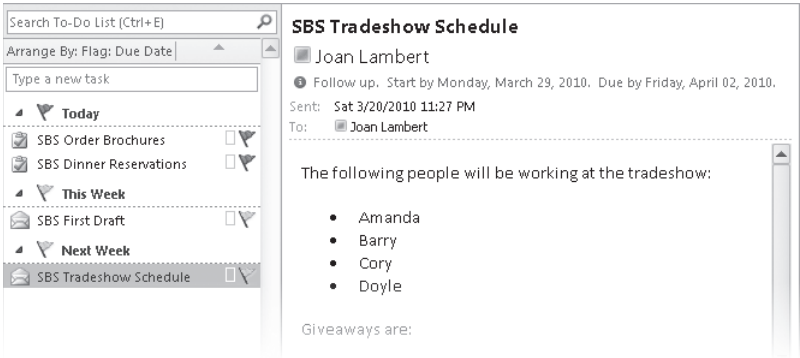 Search To-Do List (Ctrl+E)
Arrange By: Flag: Due Date
Type a new task
Today
SBS Order Brochures
SBS Dinner Reservations
This Week
SBS First Draft
Next Week
SBS Tradeshow Schedule
SBS Tradeshow Schedule
Joan Lambert
Follow up. Start by Monday, March 29, 2010. Due by Friday, April 02, 2010.
Sent: Sat 3/20/2010 11:27 PM
To: Joan Lambert
The following people will be working at the tradeshow:
• Amanda
• Barry
• Cory
• Doyle
Giveaways are: